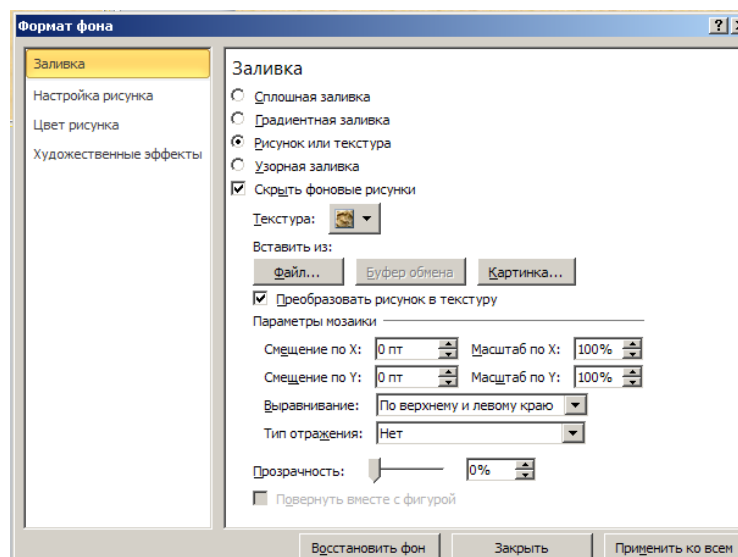 Формат фона
Заливка
Настройка рисунка
Цвет рисунка
Художественные эффекты
Заливка
Сплошная заливка
Градиентная заливка
Рисунок или текстура
Узорная заливка
Скрыть фоновые рисунки
Текстура:
Вставить из:
Файл... Буфер обмена Картинка...
Преобразовать рисунок в текстуру
Параметры мозаики
Смещение по X: 0 пт Масштаб по X: 100%
Смещение по Y: 0 пт Масштаб по Y: 100%
Выравнивание: По верхнему и левому краю
Тип отражения: Нет
Прозрачность: 0%
Повернуть вместе с фигурой
Восстановить фон Закрыть Применить ко всем